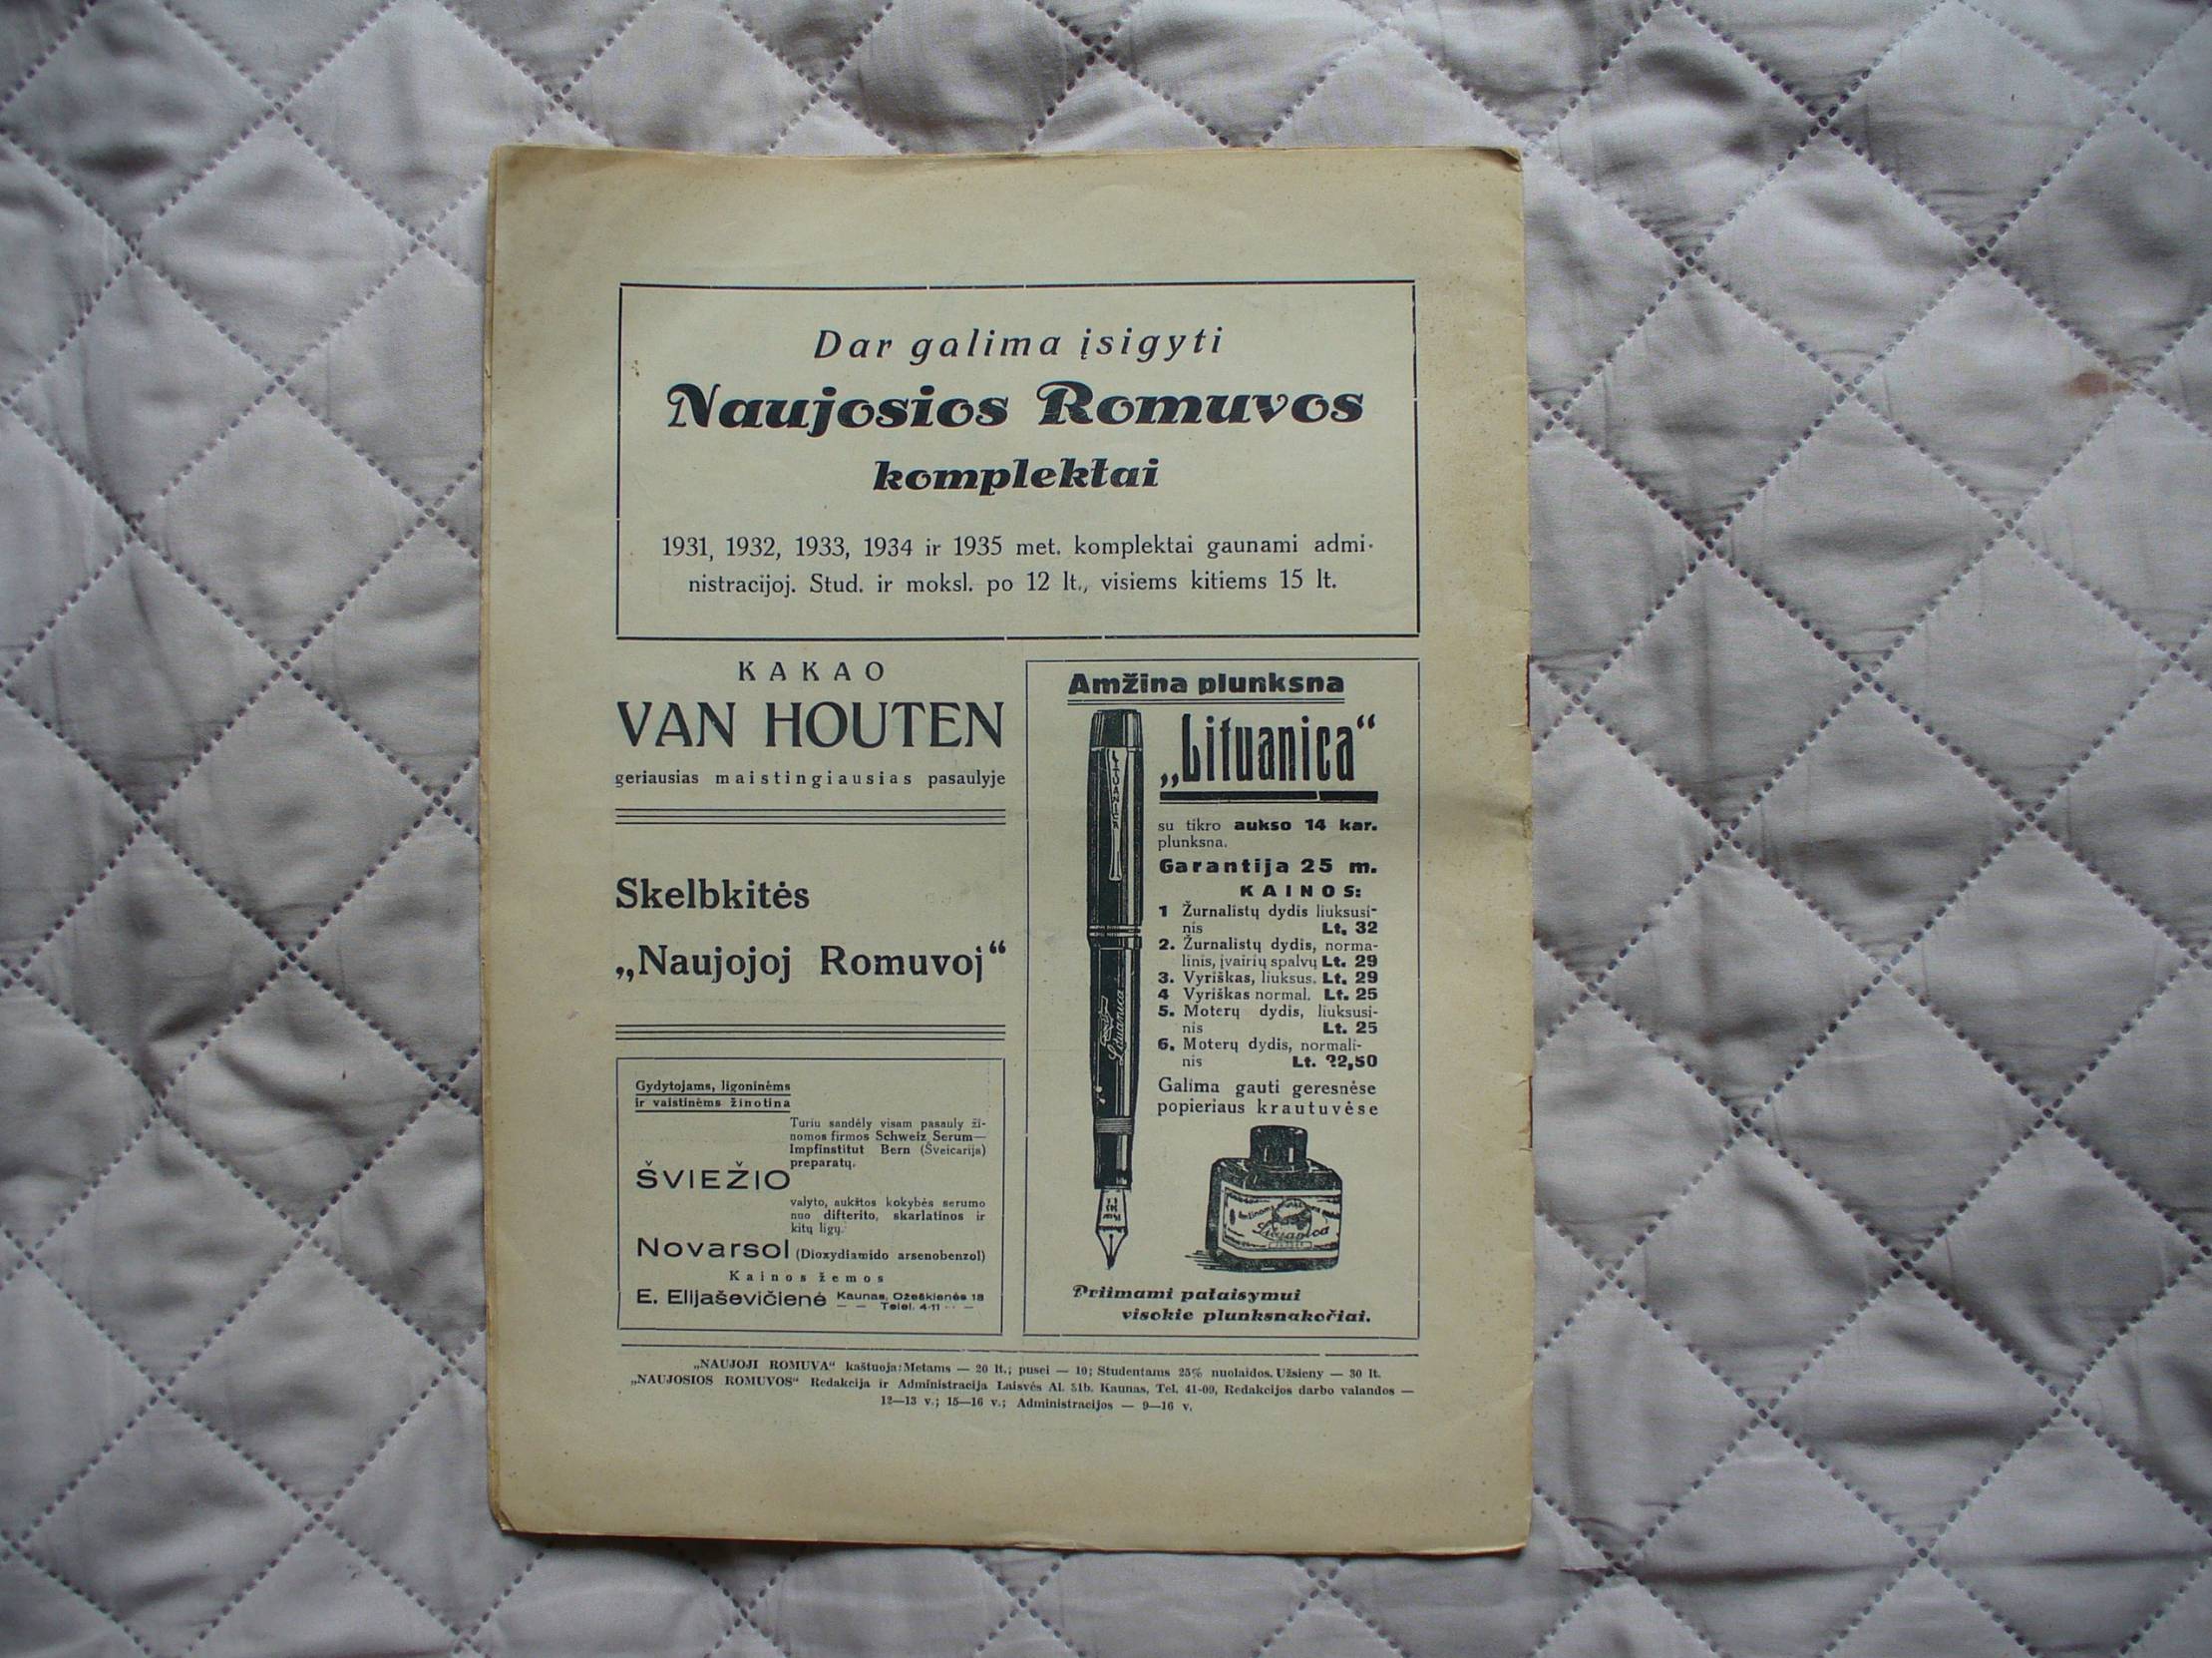 Dar galima įsigyti
Naujosios Romuvos
komplektai
1931, 1932, 1933, 1934 ir 1935 met. komplektai gaunami admi-
nistracijoj. Stud. ir moksl. po 12 lt., visiems kitiems 15 lt.
KAKAO
VAN HOUTEN
geriausias maistingiausias pasaulyje
Skelbkitės
„Naujojoj Romuvoj“
Gydytojams, ligoninėms
ir vaistinėms žinotina
Turiu sandėly visam pasauly ži-
nomos firmos Schweiz Serum—
Impfinstitut Bern (Šveicarija)
preparatų.
ŠVIEŽIO
valyto, aukštos kokybės serumo
nuo difterito, skarlatinos ir
kitų ligų.
Novarsol (Dioxydiamido arsenobenzol)
Kainos žemos
E. Elijaševičienė Kaunas, Ožeškienės 18
— — Telef. 4-11 — —
Amžina plunksna
„Lituanica“
su tikro aukso 14 kar.
plunksna.
Garantija 25 m.
KAINOS:
1 Žurnalistų dydis liuksusi-
nis Lt. 32
2. Žurnalistų dydis, norma-
linis, įvairių spalvų Lt. 29
3. Vyriškas, liuksus. Lt. 29
4 Vyriškas normal. Lt. 25
5. Moterų dydis, liuksusi-
nis Lt. 25
6. Moterų dydis, normali-
nis Lt. 22,50
Galima gauti geresnėse
popieriaus krautuvėse
LITUANICA
Lituanica
Lituanica
Priimami pataisymui
visokie plunksnakočiai.
„NAUJOJI ROMUVA“ kaštuoja: Metams — 20 lt.; pusei — 10; Studentams 25% nuolaidos. Užsieny — 30 lt.
„NAUJOSIOS ROMUVOS“ Redakcija ir Administracija Laisvės Al. 31b. Kaunas, Tel. 41-09, Redakcijos darbo valandos —
12—13 v.; 15—16 v.; Administracijos — 9—16 v.